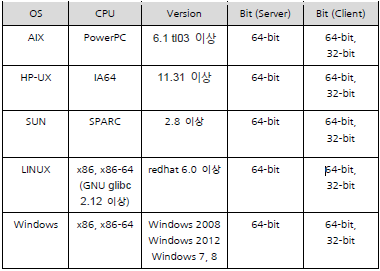 OS CPU Version Bit (Server) Bit (Client)
AIX PowerPC 6.1 tl03 이상 64-bit 64-bit,
32-bit
HP-UX IA64 11.31 이상 64-bit 64-bit,
32-bit
SUN SPARC 2.8 이상 64-bit 64-bit,
32-bit
LINUX x86, x86-64 redhat 6.0 이상 64-bit 64-bit,
(GNU glibc 32-bit
2.12 이상)
Windows x86, x86-64 Windows 2008 64-bit 64-bit,
Windows 2012 32-bit
Windows 7, 8